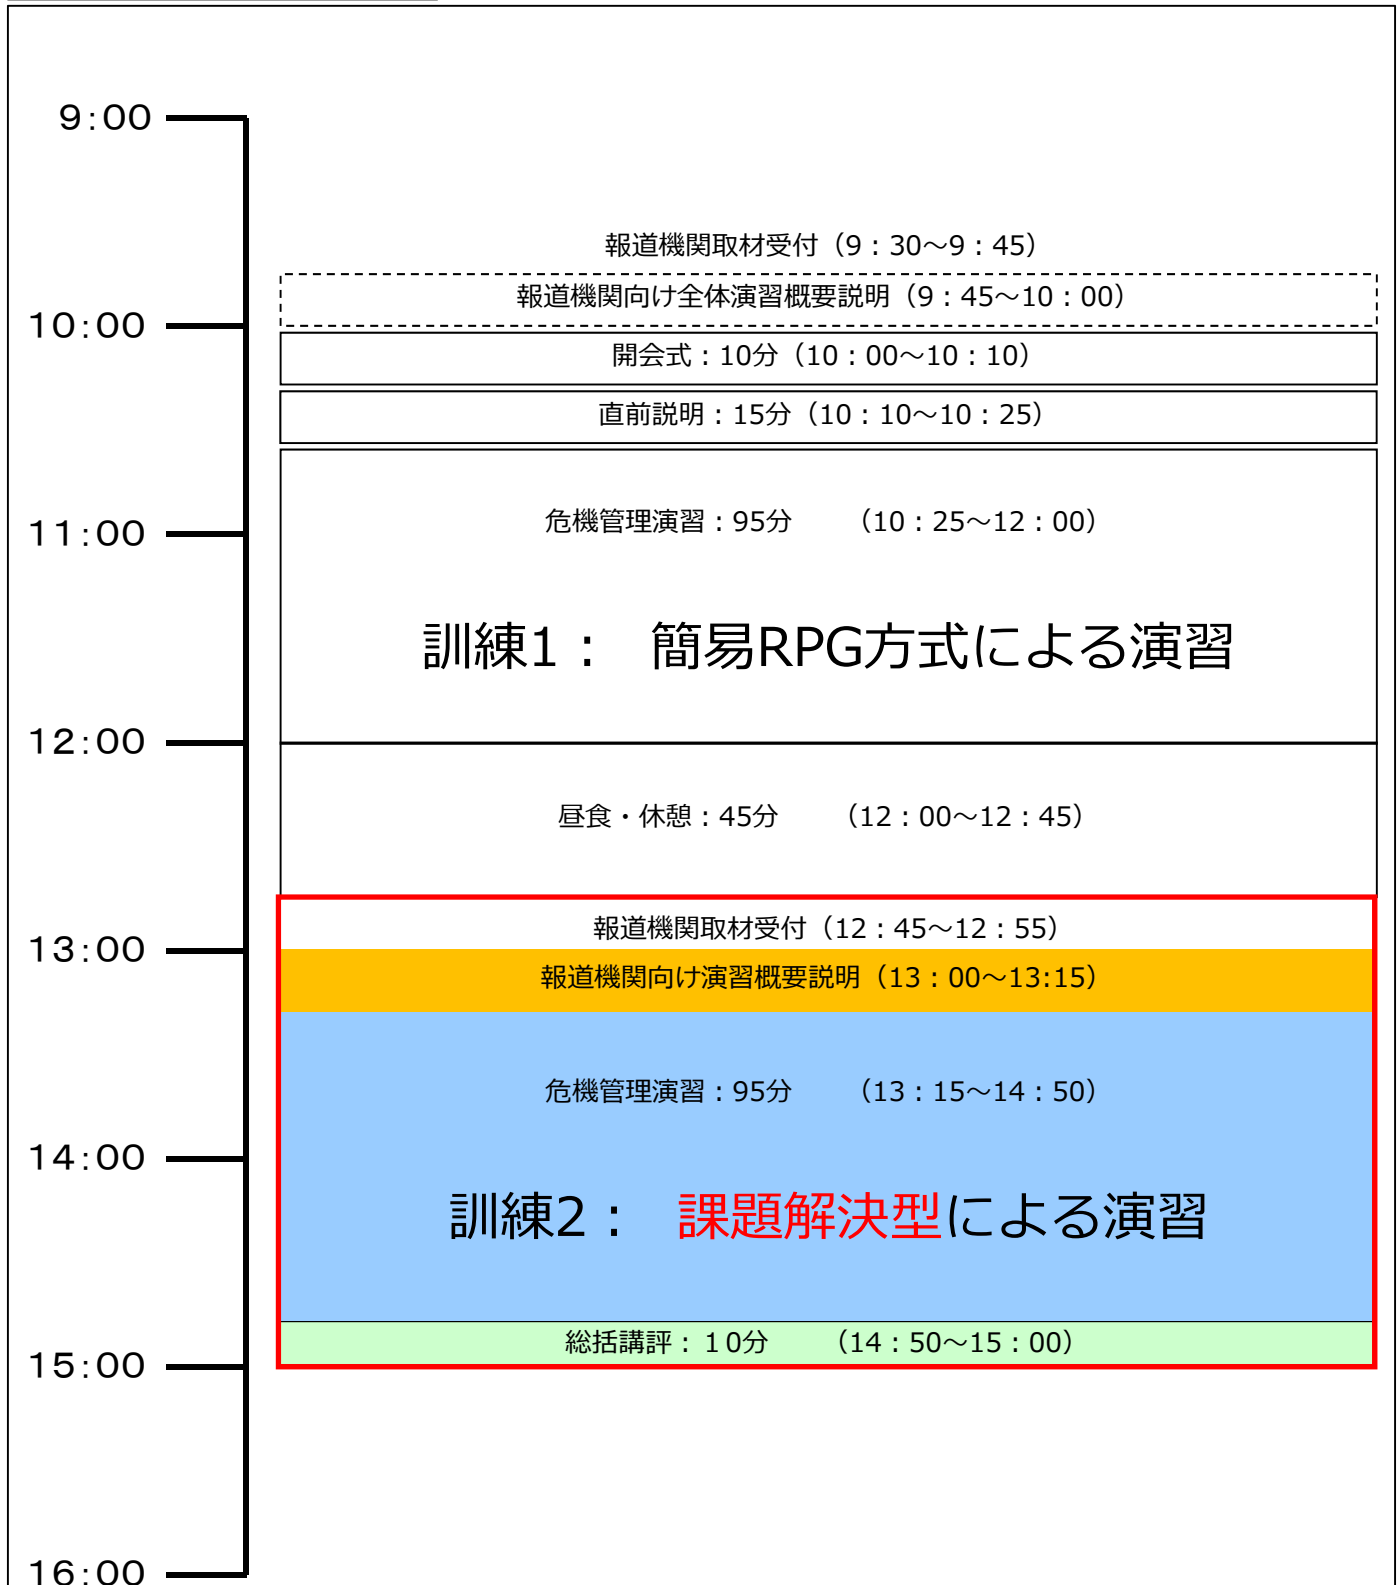 9:00
報道機関取材受付（9：30～9：45）
報道機関向け全体演習概要説明（9：45～10：00）
10:00
開会式：10分（10：00～10：10）
直前説明：15分（10：10～10：25）
危機管理演習：95分　　（10：25～12：00）
11:00
訓練1：　簡易RPG方式による演習
12:00
昼食・休憩：45分　　（12：00～12：45）
報道機関取材受付（12：45～12：55）
13:00
報道機関向け演習概要説明（13：00～13:15）
危機管理演習：95分　　（13：15～14：50）
14:00
訓練2：　課題解決型による演習
総括講評：１0分　　（14：50～15：00）
15:00
16:00